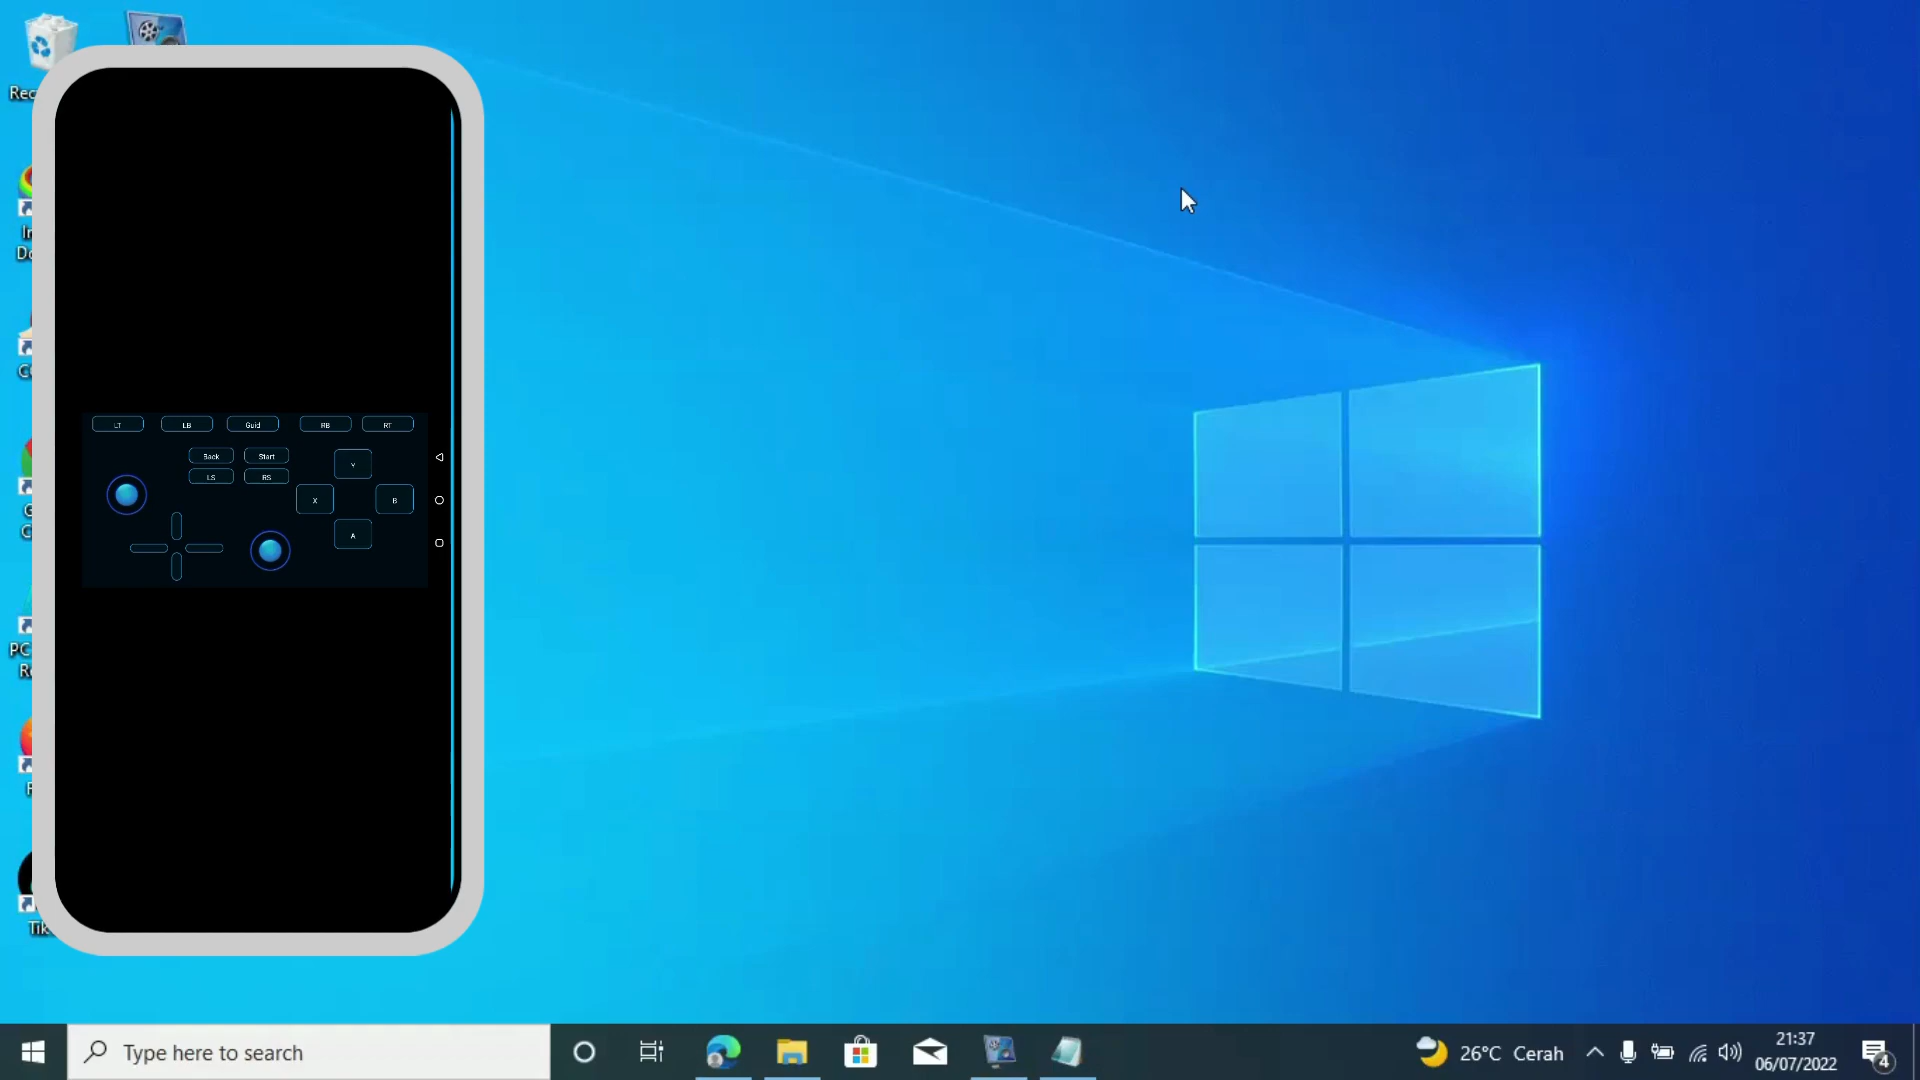 Rec
LT LB Guid RB RT
Back Start
LS RS
Y
X B
A
PC
Tik
Type here to search
26°C Cerah
21:37
06/07/2022
4